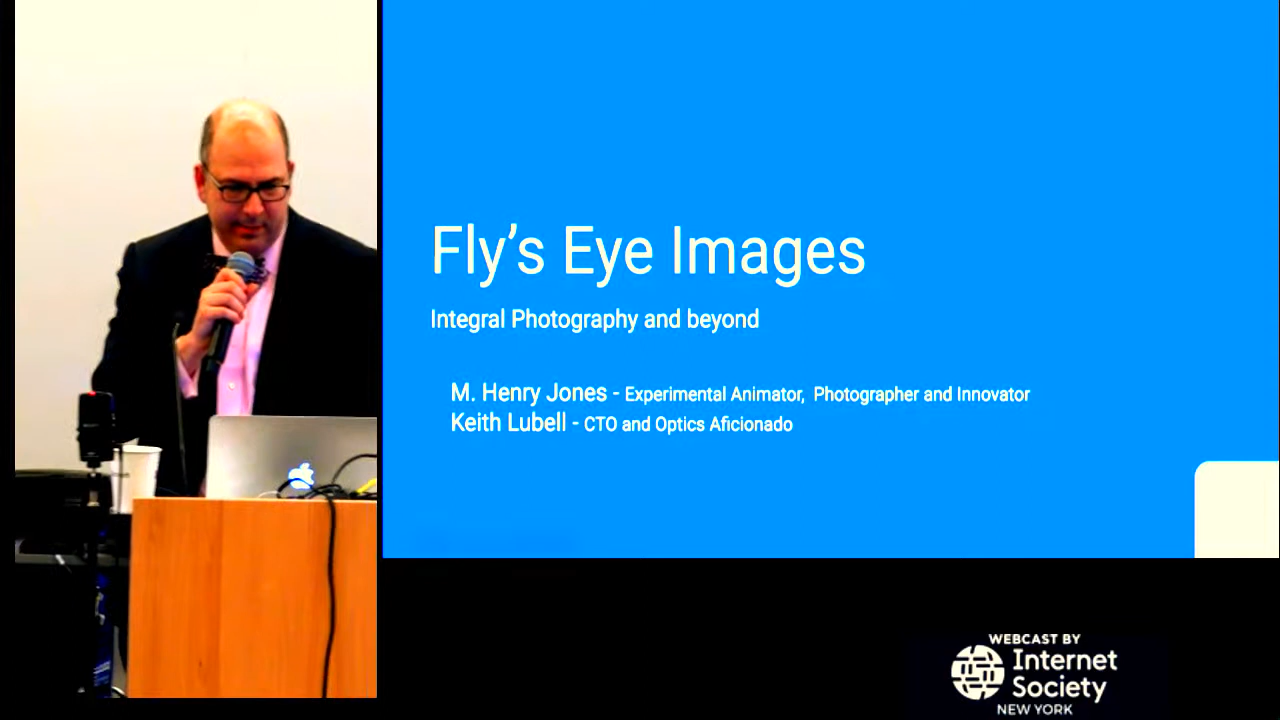 Fly's Eye Images
Integral Photography and beyond
M. Henry Jones - Experimental Animator, Photographer and Innovator
Keith Lubell - CTO and Optics Aficionado
WEBCAST BY
Internet
Society
NEW YORK